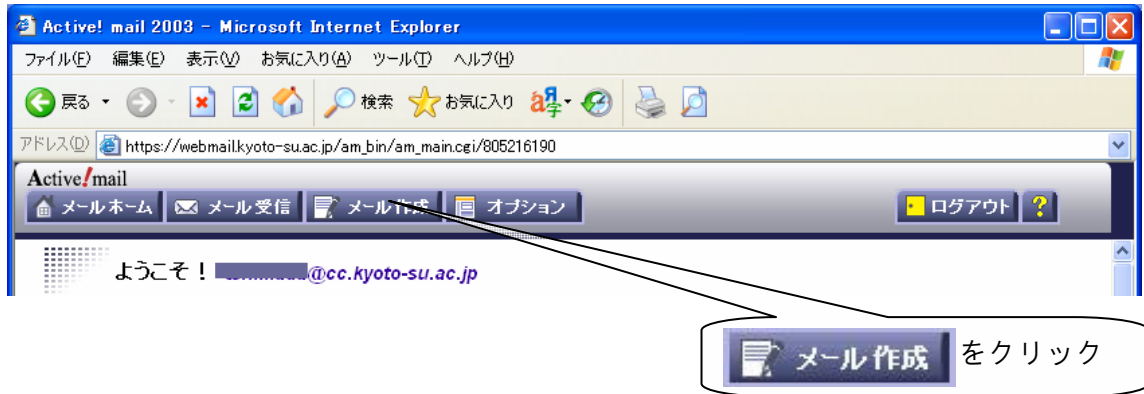 Active! mail 2003 - Microsoft Internet Explorer
ファイル(F) 編集(E) 表示(V) お気に入り(A) ツール(T) ヘルプ(H)
戻る 検索 お気に入り
アドレス(D) https://webmail.kyoto-su.ac.jp/am_bin/am_main.cgi/805216190
Active!mail
メールホーム メール受信 メール作成 オプション ログアウト ?
ようこそ！ @cc.kyoto-su.ac.jp
メール作成 をクリック